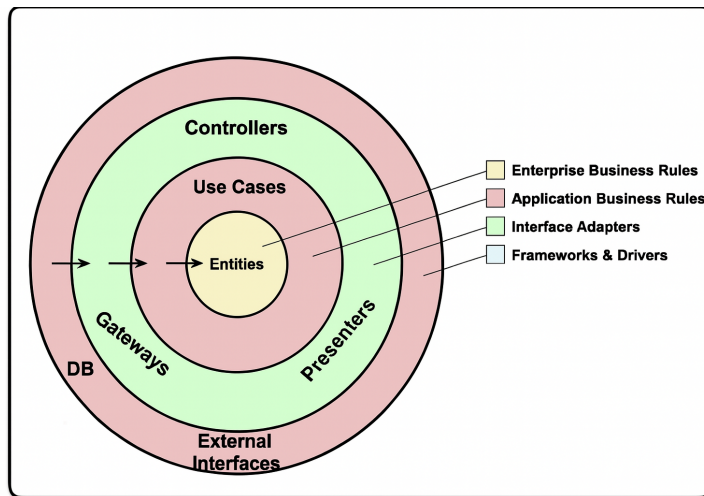 Controllers
Use Cases
Entities
Gateways
Presenters
DB
External
Interfaces
Enterprise Business Rules
Application Business Rules
Interface Adapters
Frameworks & Drivers